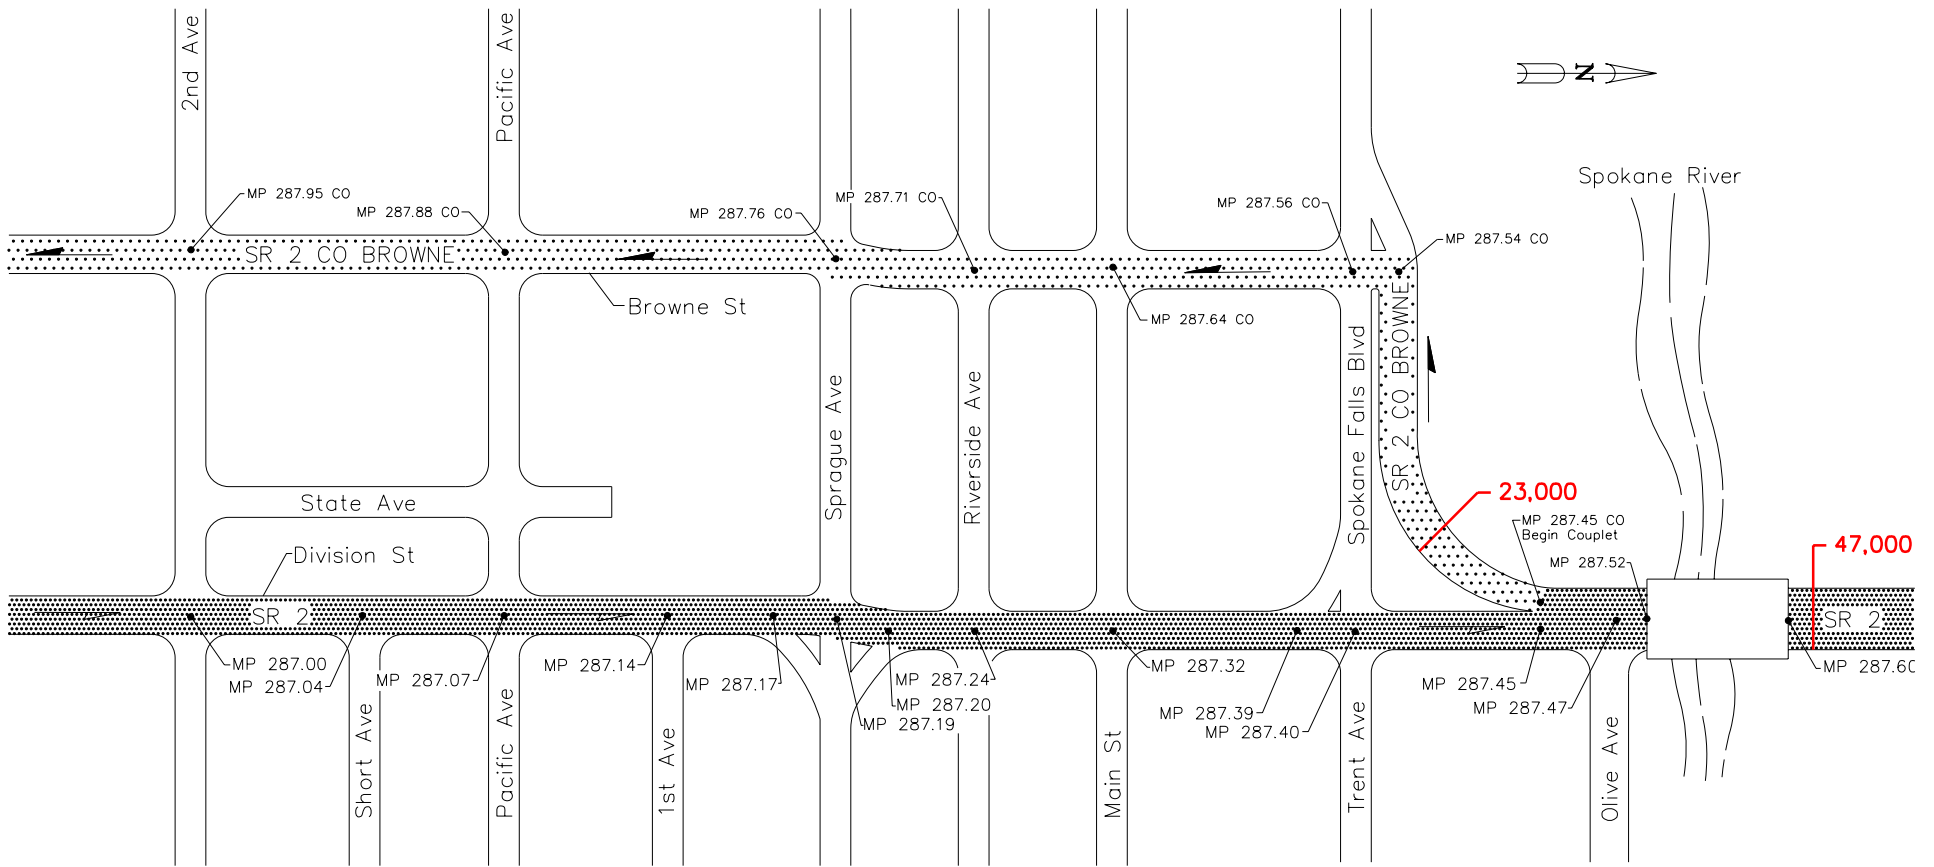 2nd Ave
Pacific Ave
N
Spokane River
MP 287.95 CO
MP 287.88 CO
MP 287.76 CO
MP 287.71 CO
MP 287.56 CO
MP 287.54 CO
SR 2 CO BROWNE
Browne St
MP 287.64 CO
SR 2 CO BROWNE
Sprague Ave
Riverside Ave
Spokane Falls Blvd
State Ave
23,000
MP 287.45 CO
Begin Couplet
47,000
Division St
MP 287.52
SR 2
SR 2
MP 287.00
MP 287.04
MP 287.07
MP 287.14
MP 287.17
MP 287.24
MP 287.20
MP 287.19
MP 287.32
MP 287.39
MP 287.40
MP 287.45
MP 287.47
MP 287.60
Short Ave
Pacific Ave
1st Ave
Main St
Trent Ave
Olive Ave